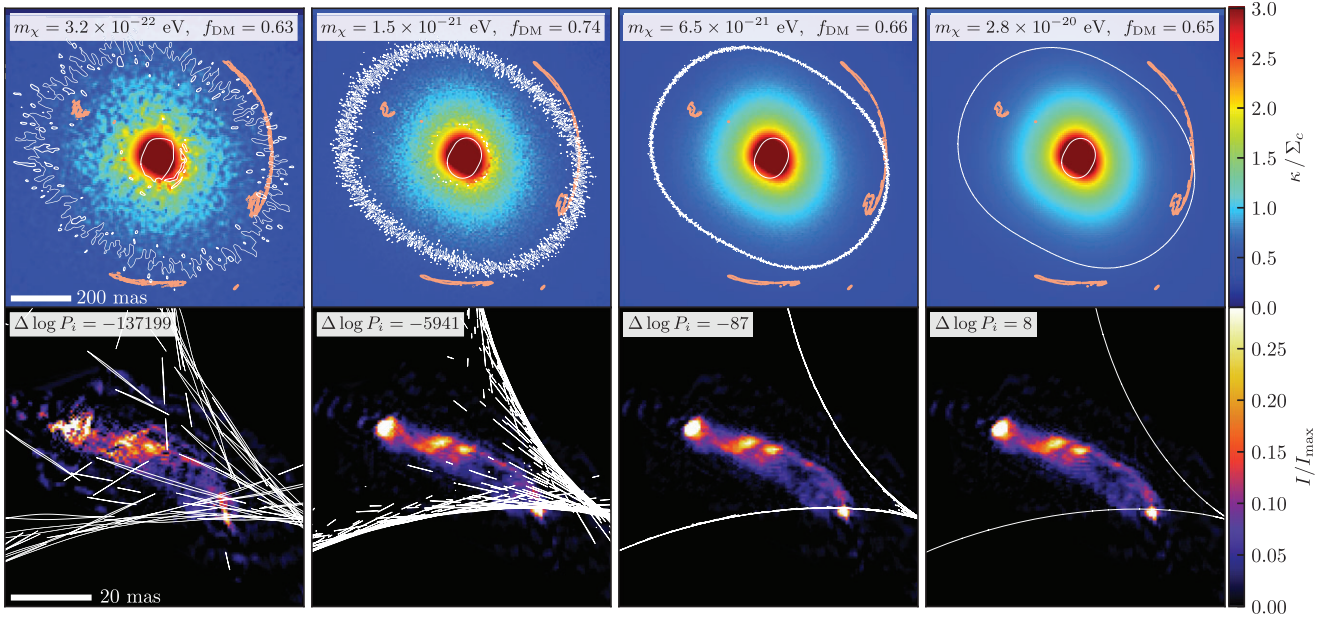 m_χ = 3.2 × 10⁻²² eV, f_DM = 0.63
m_χ = 1.5 × 10⁻²¹ eV, f_DM = 0.74
m_χ = 6.5 × 10⁻²¹ eV, f_DM = 0.66
m_χ = 2.8 × 10⁻²⁰ eV, f_DM = 0.65
200 mas
3.0
2.5
2.0
1.5
1.0
0.5
0.0
κ/Σ_c
Δ log P_i = −137199
Δ log P_i = −5941
Δ log P_i = −87
Δ log P_i = 8
20 mas
0.25
0.20
0.15
0.10
0.05
0.00
I/I_max